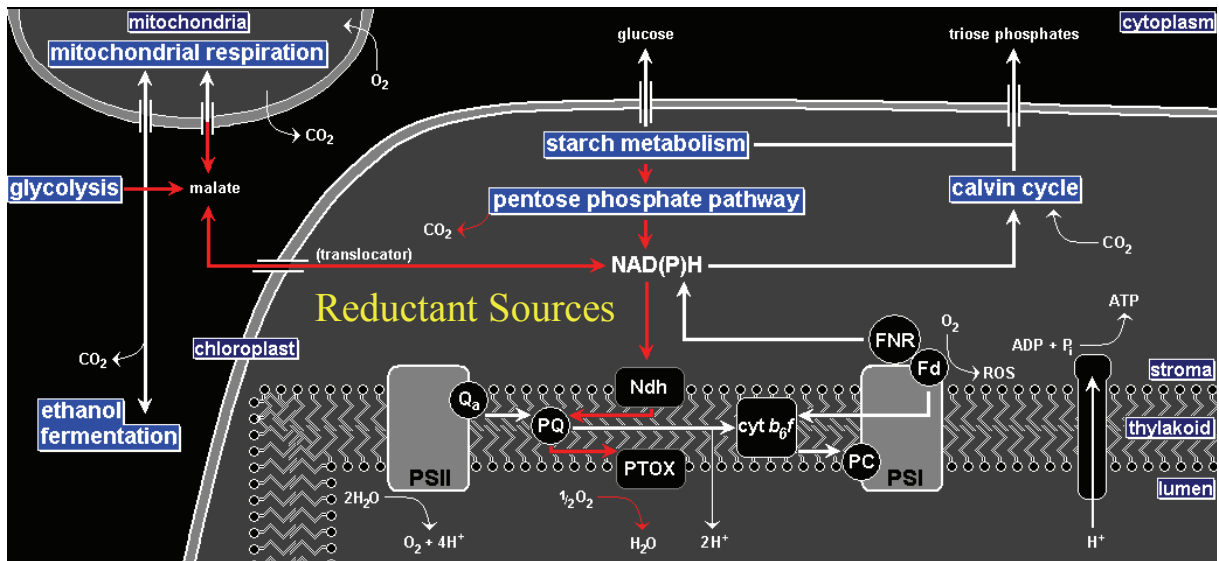 mitochondria
mitochondrial respiration
O2
CO2
glucose
triose phosphates
cytoplasm
starch metabolism
glycolysis
malate
pentose phosphate pathway
calvin cycle
CO2
CO2
(translocator)
NAD(P)H
Reductant Sources
ATP
ADP + Pi
O2
FNR
Fd
ROS
CO2
chloroplast
stroma
Ndh
Qa
PQ
cyt b6f
thylakoid
ethanol
fermentation
PSII
PTOX
PC
PSI
lumen
2H2O
½O2
O2 + 4H+
H2O
2H+
H+